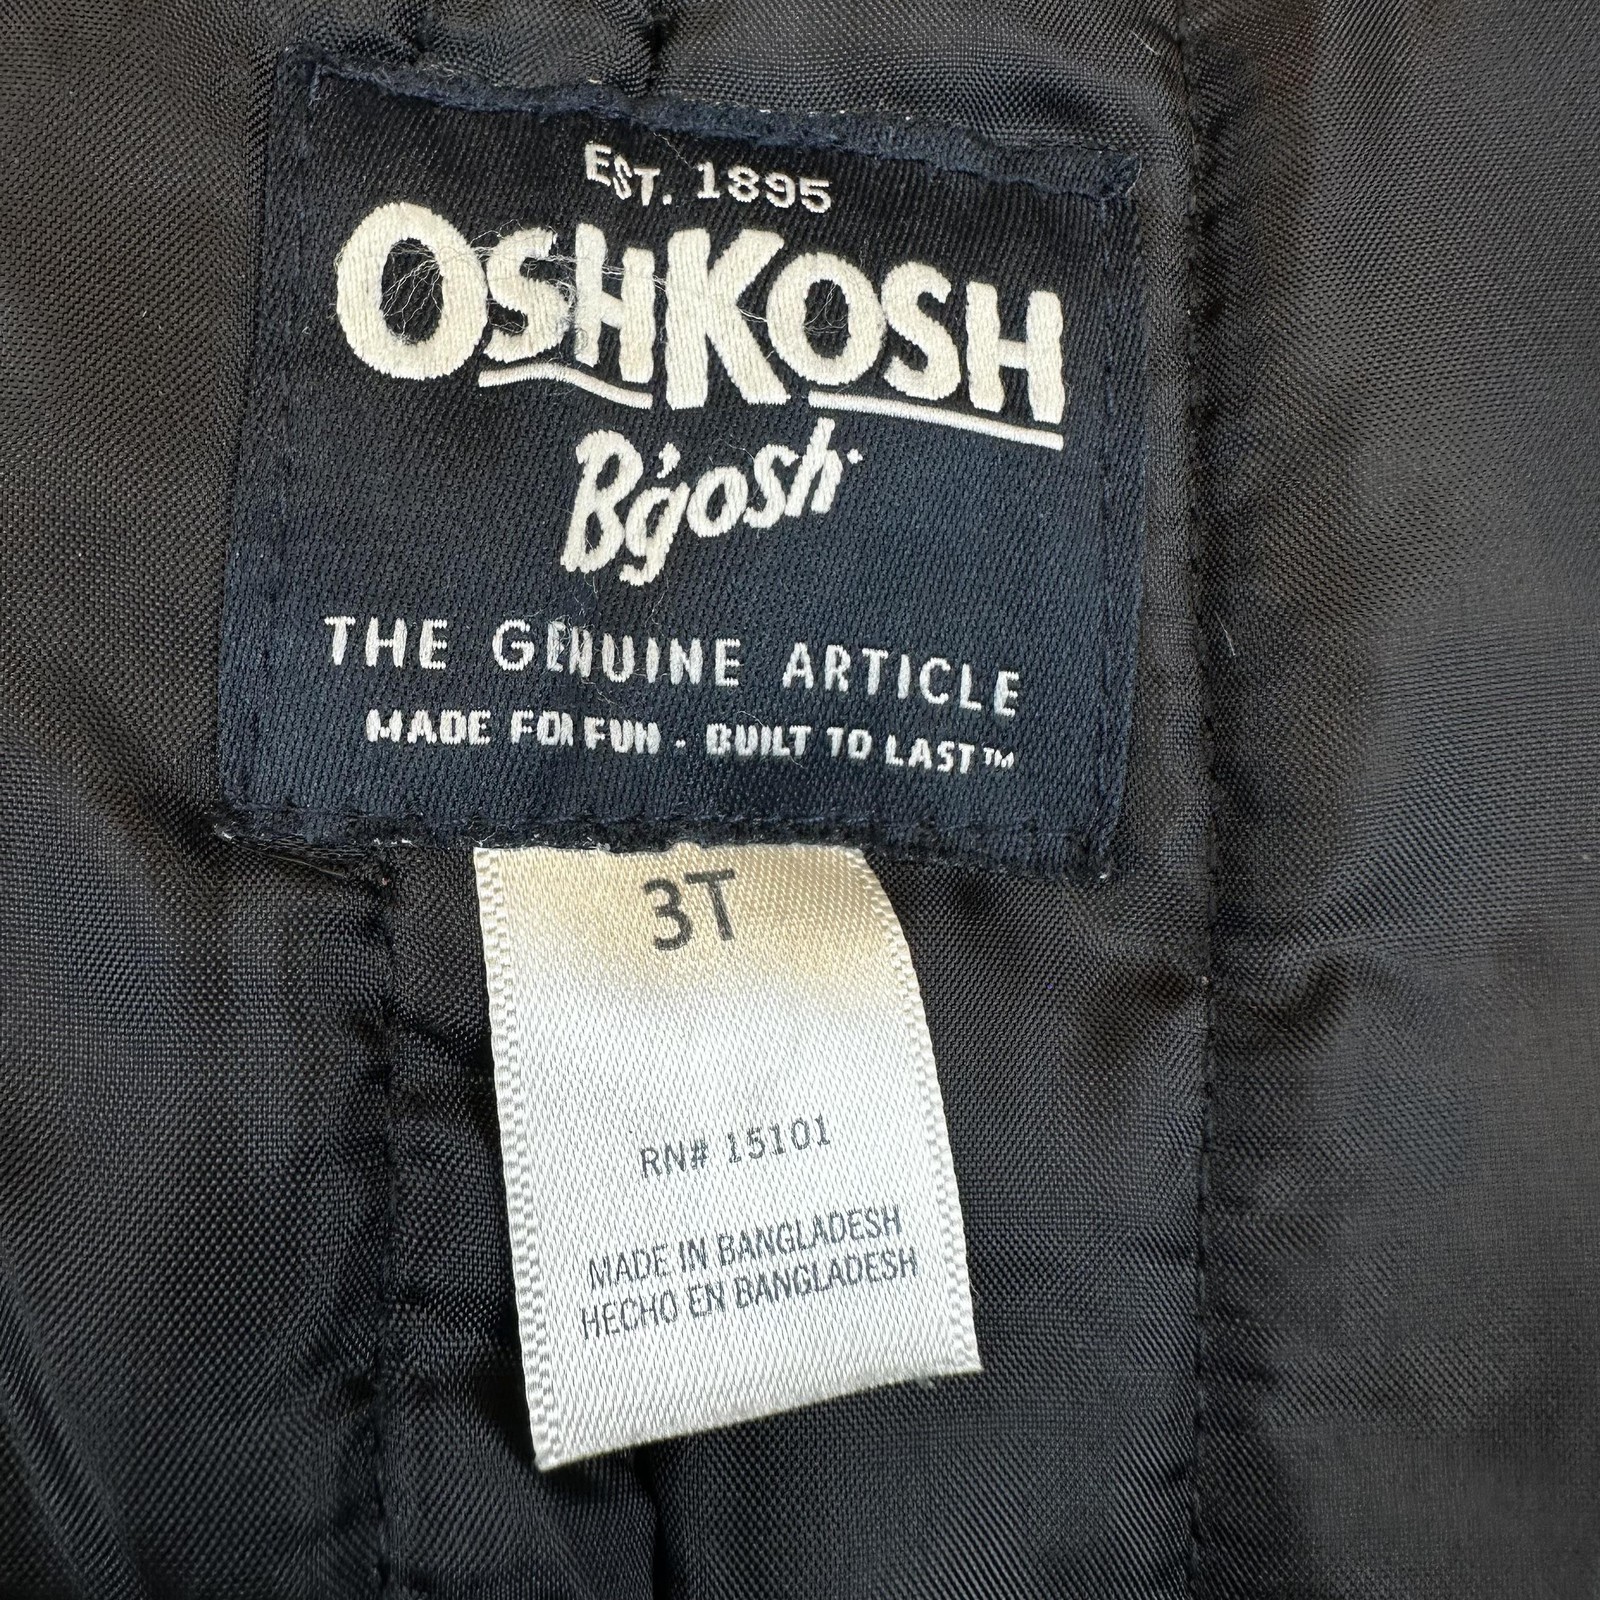 EST. 1895
OSHKOSH
B'gosh
THE GENUINE ARTICLE
MADE FOR FUN - BUILT TO LAST™
3T
RN# 15101
MADE IN BANGLADESH
HECHO EN BANGLADESH